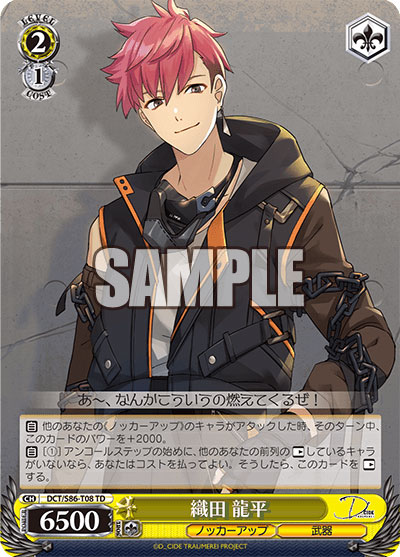 LEVEL
2
1
COST
SAMPLE
あ～、なんかこういうの燃えてくるぜ！
自 他のあなたの《ノッカーアップ》のキャラがアタックした時、そのターン中、
このカードのパワーを+2000。
自 [①] アンコールステップの始めに、他のあなたの前列のしているキャラ
がいないなら、あなたはコストを払ってよい。そうしたら、このカードを
する。
CH DCT/S86-T08 TD
POWER
6500
織田 龍平
ノッカーアップ
武器
D_CIDE
©D_CIDE TRAUMEREI PROJECT